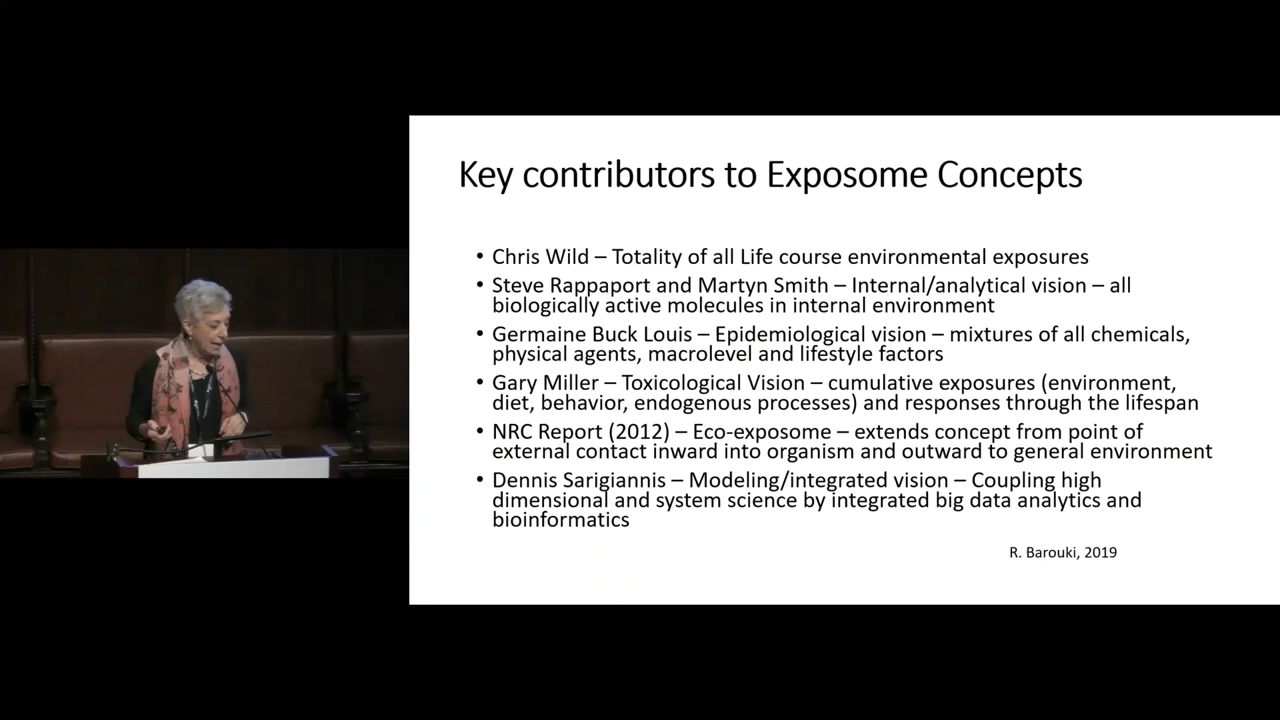 Key contributors to Exposome Concepts
• Chris Wild – Totality of all Life course environmental exposures
• Steve Rappaport and Martyn Smith – Internal/analytical vision – all
biologically active molecules in internal environment
• Germaine Buck Louis – Epidemiological vision – mixtures of all chemicals,
physical agents, macrolevel and lifestyle factors
• Gary Miller – Toxicological Vision – cumulative exposures (environment,
diet, behavior, endogenous processes) and responses through the lifespan
• NRC Report (2012) – Eco-exposome – extends concept from point of
external contact inward into organism and outward to general environment
• Dennis Sarigiannis – Modeling/integrated vision – Coupling high
dimensional and system science by integrated big data analytics and
bioinformatics
R. Barouki, 2019